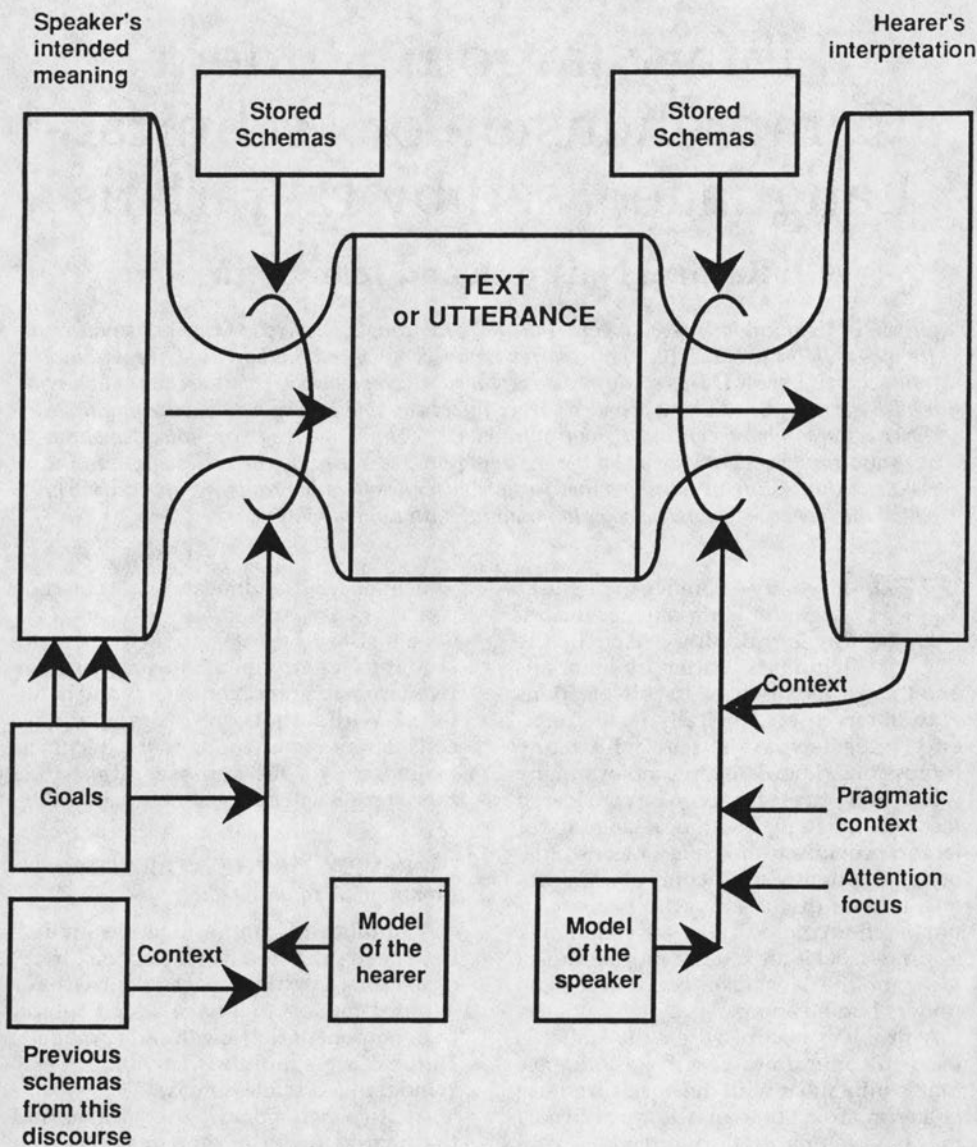 Speaker's
intended
meaning
Hearer's
interpretation
Stored
Schemas
Stored
Schemas
TEXT
or UTTERANCE
Context
Goals
Pragmatic
context
Attention
focus
Model
of the
hearer
Model
of the
speaker
Context
Previous
schemas
from this
discourse